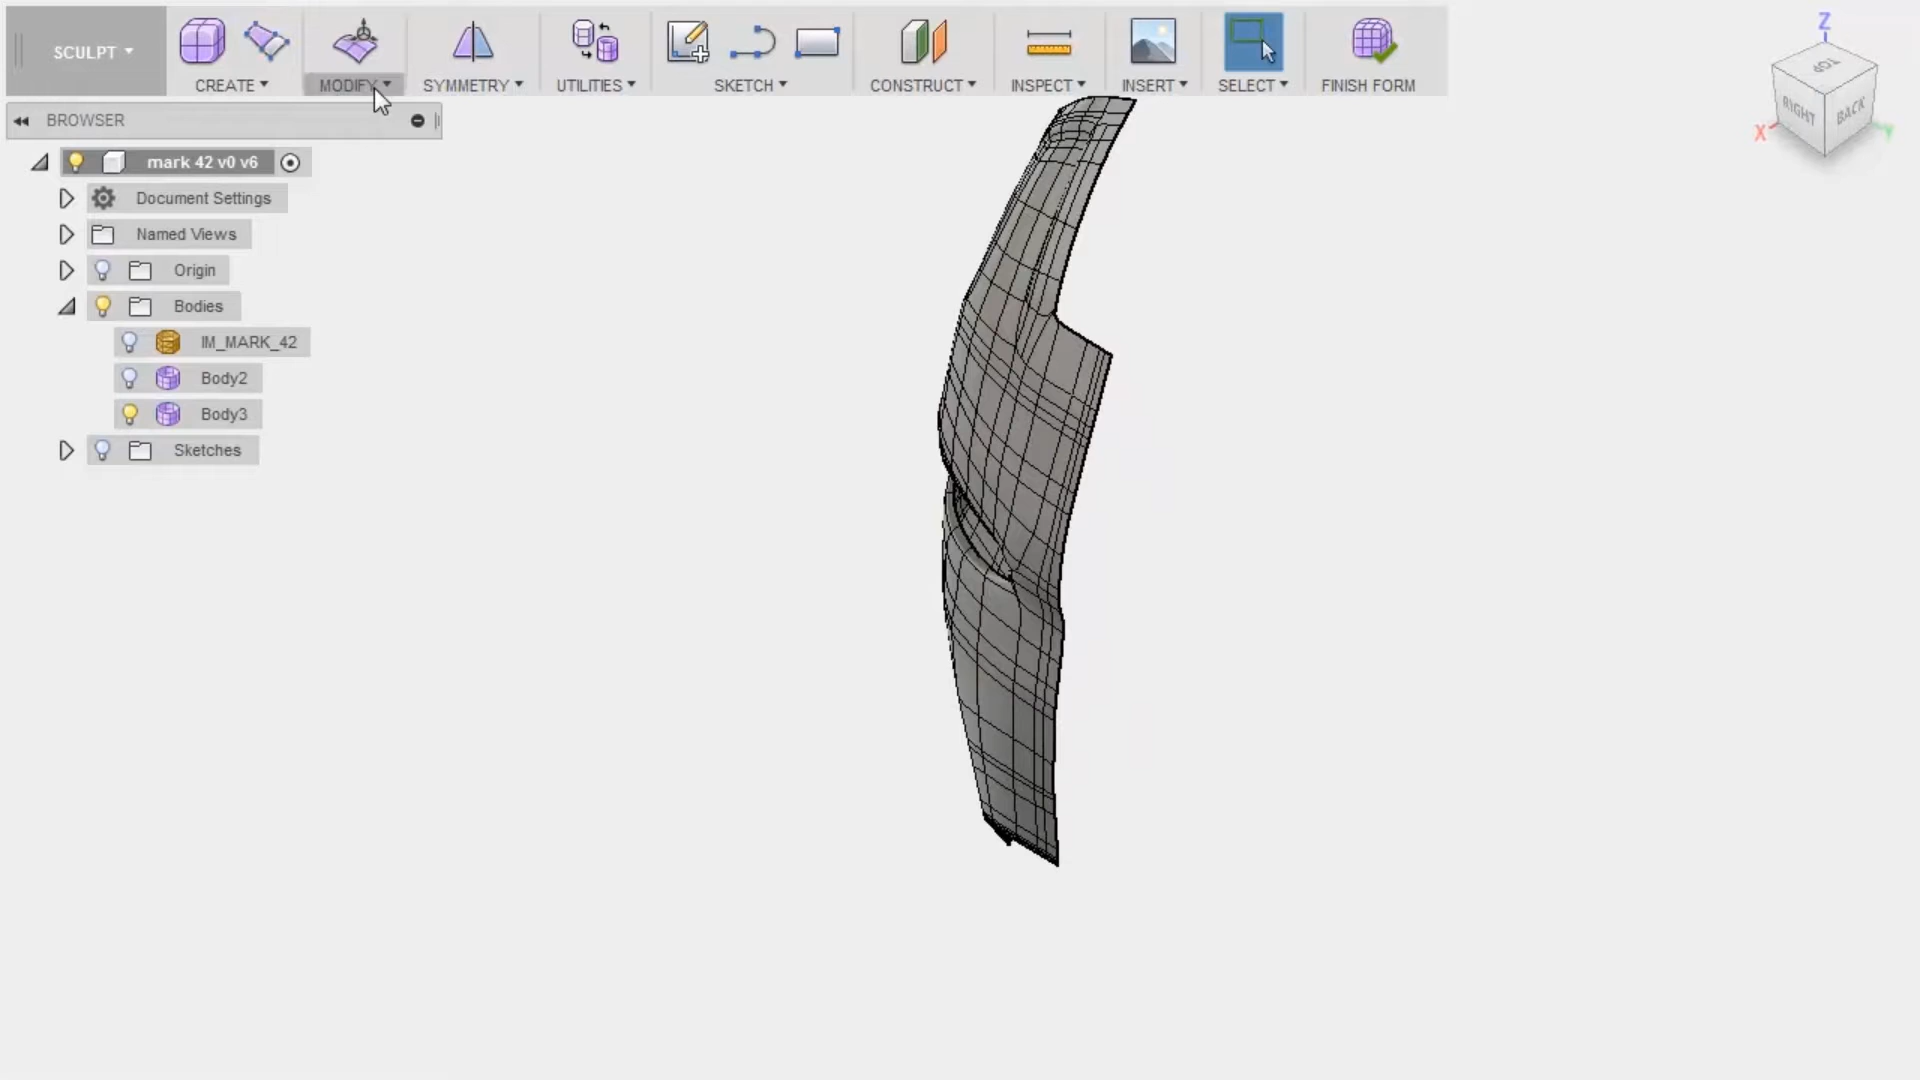 SCULPT
CREATE
MODIFY
SYMMETRY
UTILITIES
SKETCH
CONSTRUCT
INSPECT
INSERT
SELECT
FINISH FORM
BROWSER
mark 42 v0 v6
Document Settings
Named Views
Origin
Bodies
IM_MARK_42
Body2
Body3
Sketches
Z
TOP
RIGHT
BACK
X
Y